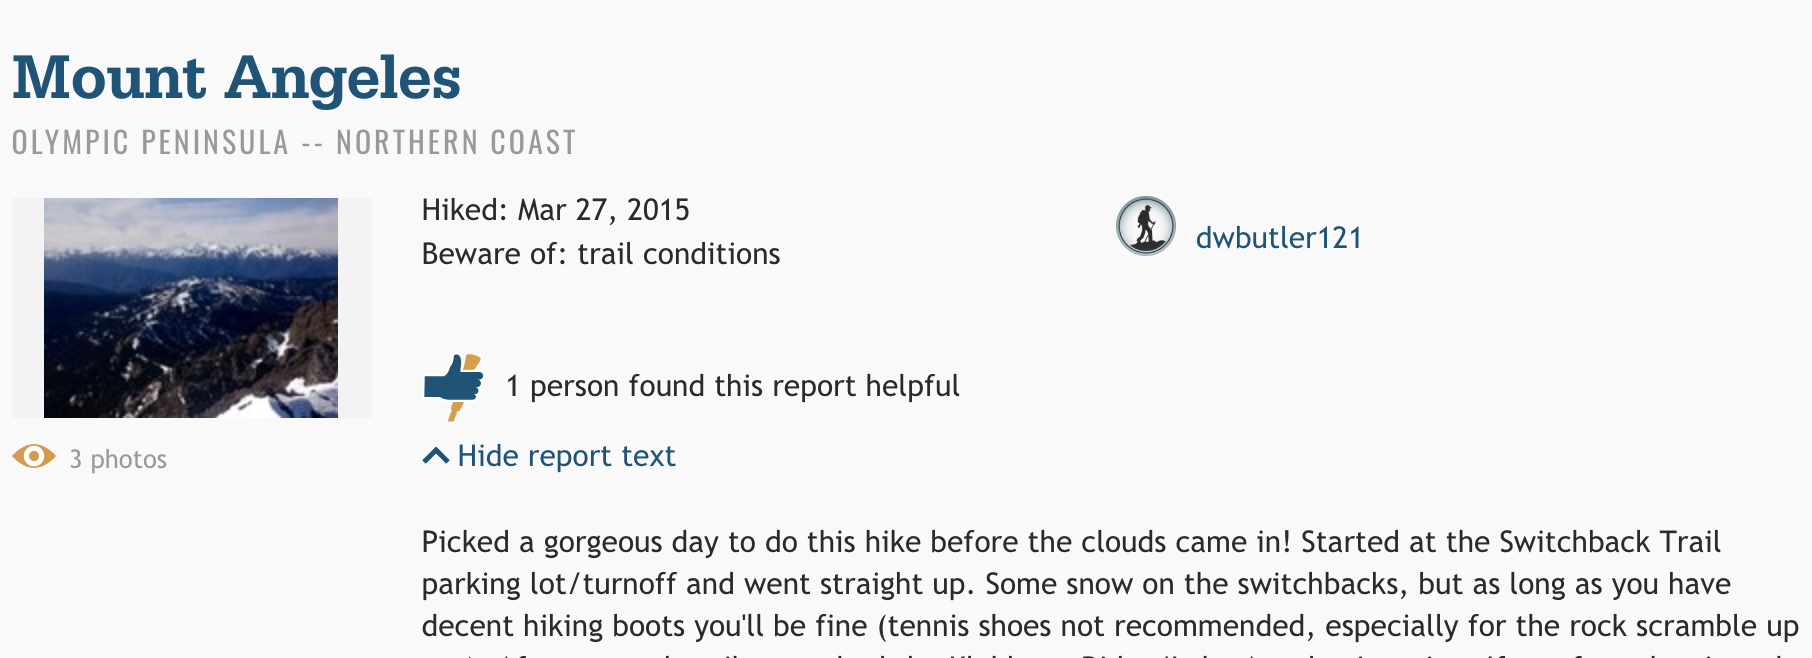 Mount Angeles
OLYMPIC PENINSULA -- NORTHERN COAST
Hiked: Mar 27, 2015
Beware of: trail conditions
dwbutler121
1 person found this report helpful
3 photos
Hide report text
Picked a gorgeous day to do this hike before the clouds came in! Started at the Switchback Trail
parking lot/turnoff and went straight up. Some snow on the switchbacks, but as long as you have
decent hiking boots you'll be fine (tennis shoes not recommended, especially for the rock scramble up